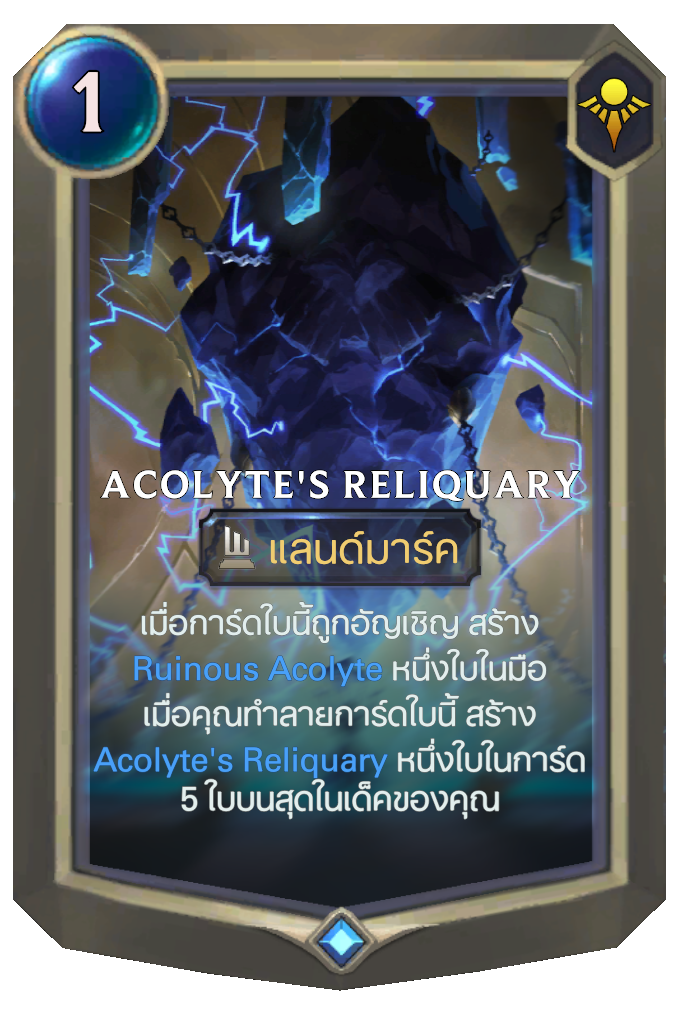 1
ACOLYTE'S RELIQUARY
แลนด์มาร์ค
เมื่อการ์ดใบนี้ถูกอัญเชิญ สร้าง
Ruinous Acolyte หนึ่งใบในมือ
เมื่อคุณทำลายการ์ดใบนี้ สร้าง
Acolyte's Reliquary หนึ่งใบในการ์ด
5 ใบบนสุดในเด็คของคุณ